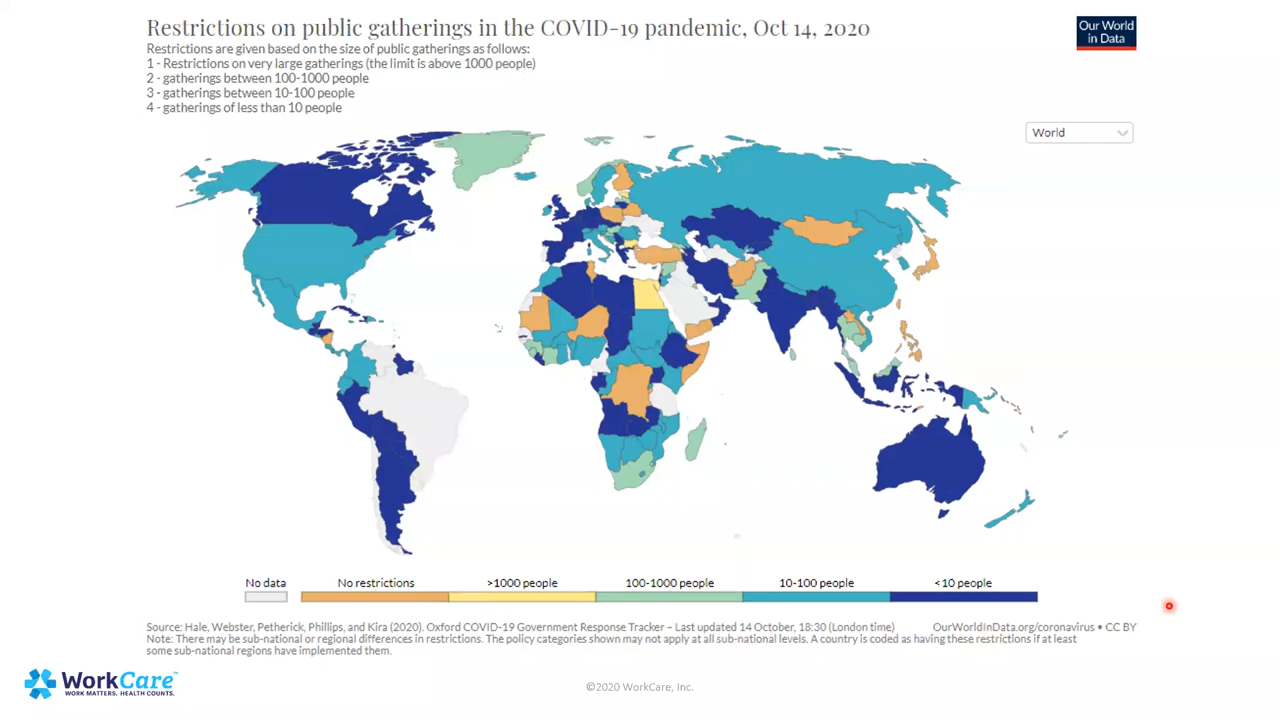 Restrictions on public gatherings in the COVID-19 pandemic, Oct 14, 2020
Our World
in Data
Restrictions are given based on the size of public gatherings as follows:
1 - Restrictions on very large gatherings (the limit is above 1000 people)
2 - gatherings between 100-1000 people
3 - gatherings between 10-100 people
4 - gatherings of less than 10 people
World
No data
No restrictions
>1000 people
100-1000 people
10-100 people
<10 people
Source: Hale, Webster, Petherick, Phillips, and Kira (2020). Oxford COVID-19 Government Response Tracker – Last updated 14 October, 18:30 (London time)
OurWorldInData.org/coronavirus • CC BY
Note: There may be sub-national or regional differences in restrictions. The policy categories shown may not apply at all sub-national levels. A country is coded as having these restrictions if at least
some sub-national regions have implemented them.
WorkCare™
WORK MATTERS. HEALTH COUNTS.
©2020 WorkCare, Inc.